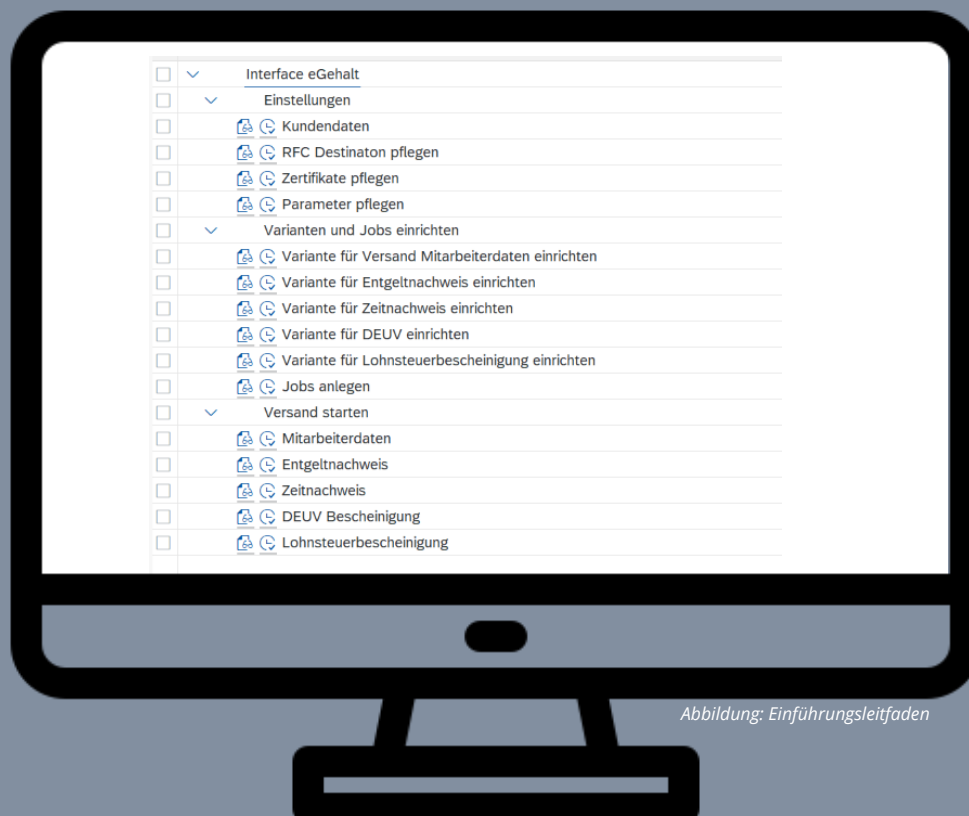 Interface eGehalt
Einstellungen
Kundendaten
RFC Destinaton pflegen
Zertifikate pflegen
Parameter pflegen
Varianten und Jobs einrichten
Variante für Versand Mitarbeiterdaten einrichten
Variante für Entgeltnachweis einrichten
Variante für Zeitnachweis einrichten
Variante für DEUV einrichten
Variante für Lohnsteuerbescheinigung einrichten
Jobs anlegen
Versand starten
Mitarbeiterdaten
Entgeltnachweis
Zeitnachweis
DEUV Bescheinigung
Lohnsteuerbescheinigung
Abbildung: Einführungsleitfaden